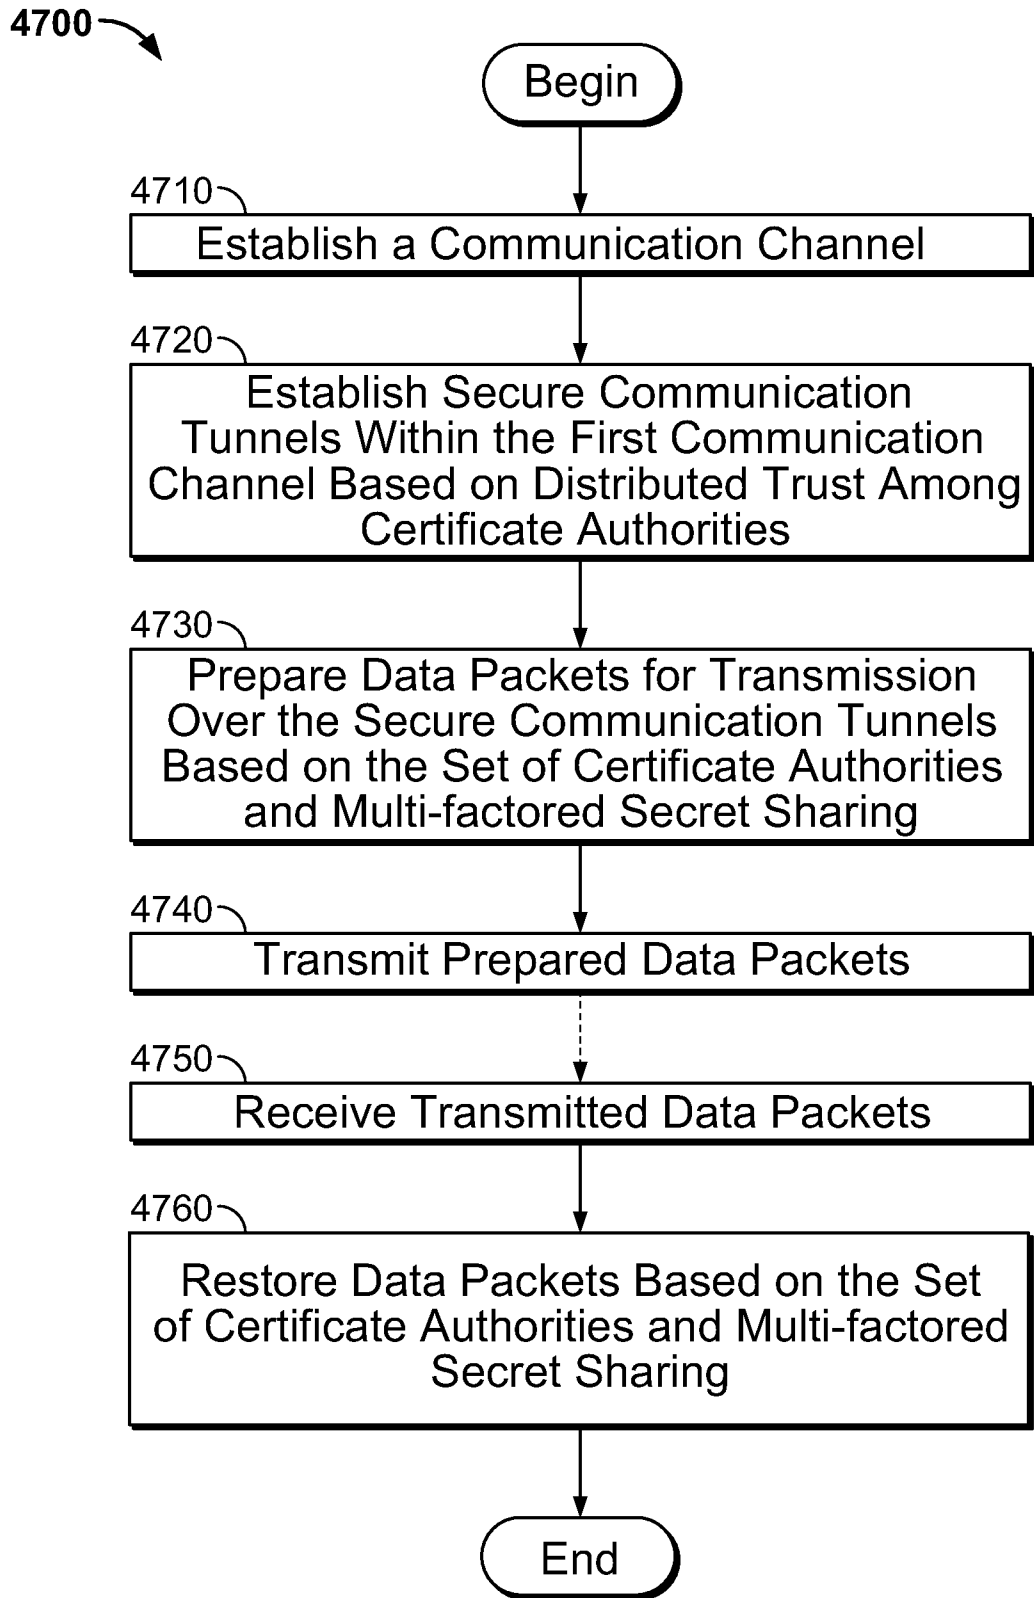 4700
Begin
4710
Establish a Communication Channel
4720
Establish Secure Communication
Tunnels Within the First Communication
Channel Based on Distributed Trust Among
Certificate Authorities
4730
Prepare Data Packets for Transmission
Over the Secure Communication Tunnels
Based on the Set of Certificate Authorities
and Multi-factored Secret Sharing
4740
Transmit Prepared Data Packets
4750
Receive Transmitted Data Packets
4760
Restore Data Packets Based on the Set
of Certificate Authorities and Multi-factored
Secret Sharing
End